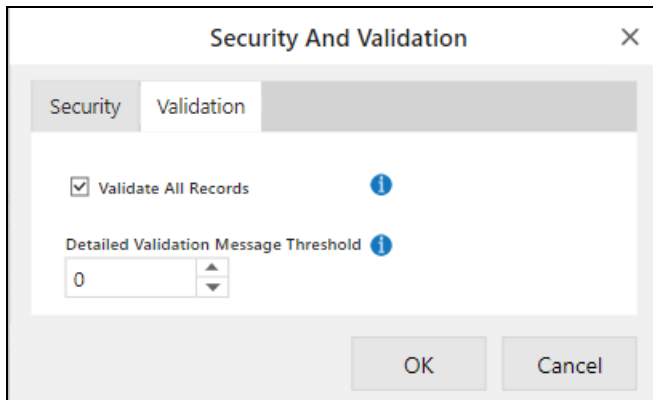 Security And Validation
Security Validation
Validate All Records
Detailed Validation Message Threshold
0
OK Cancel